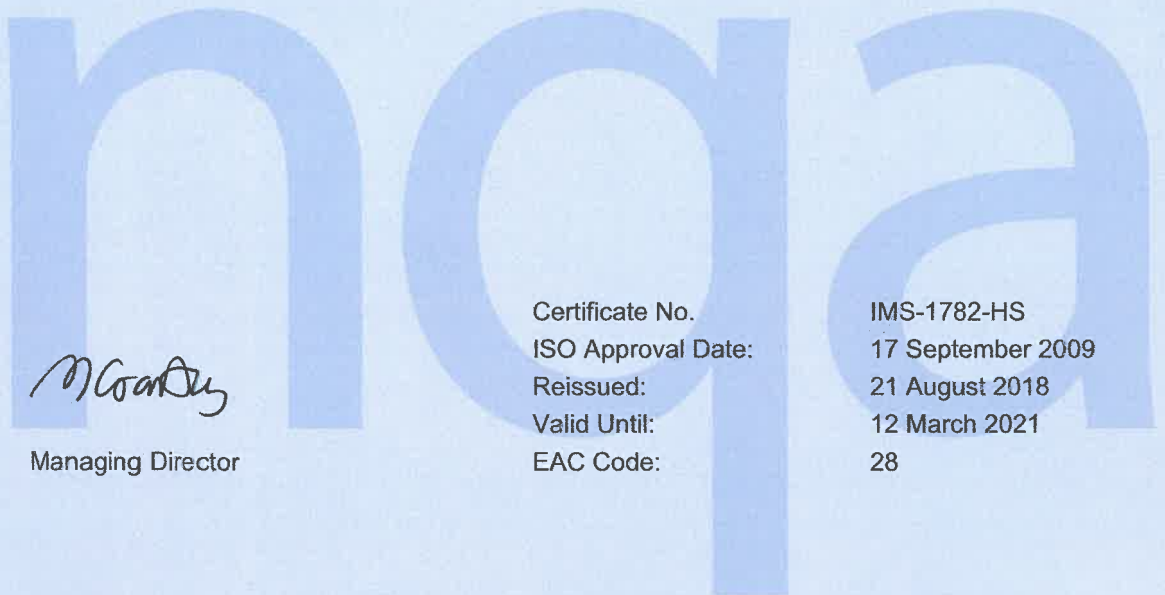 nqa
Certificate No. IMS-1782-HS
ISO Approval Date: 17 September 2009
Reissued: 21 August 2018
Valid Until: 12 March 2021
EAC Code: 28
Managing Director